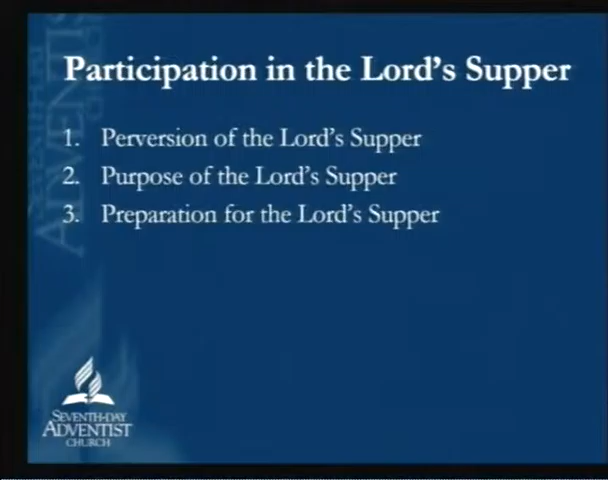 Participation in the Lord's Supper
1. Perversion of the Lord's Supper
2. Purpose of the Lord's Supper
3. Preparation for the Lord's Supper
ADVENTIST
SEVENTH-DAY
ADVENTIST
CHURCH